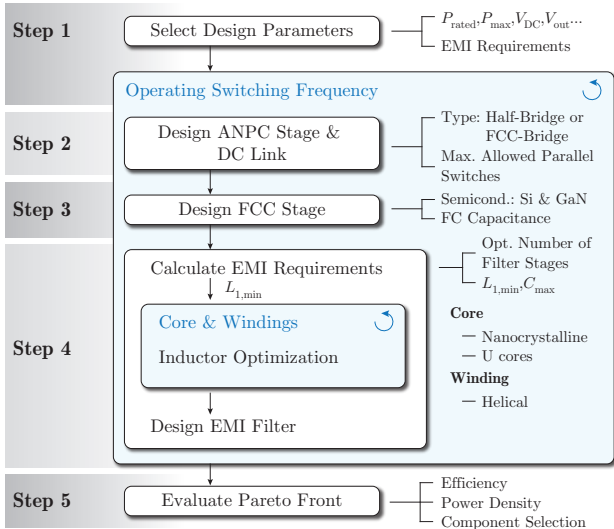 Step 1
Select Design Parameters
P_rated, P_max, V_DC, V_out...
EMI Requirements
Operating Switching Frequency
Step 2
Design ANPC Stage &
DC Link
Type: Half-Bridge or
FCC-Bridge
Max. Allowed Parallel
Switches
Step 3
Design FCC Stage
Semicond.: Si & GaN
FC Capacitance
Step 4
Calculate EMI Requirements
L_1,min
Core & Windings
Inductor Optimization
Design EMI Filter
Opt. Number of
Filter Stages
L_1,min, C_max
Core
Nanocrystalline
U cores
Winding
Helical
Step 5
Evaluate Pareto Front
Efficiency
Power Density
Component Selection